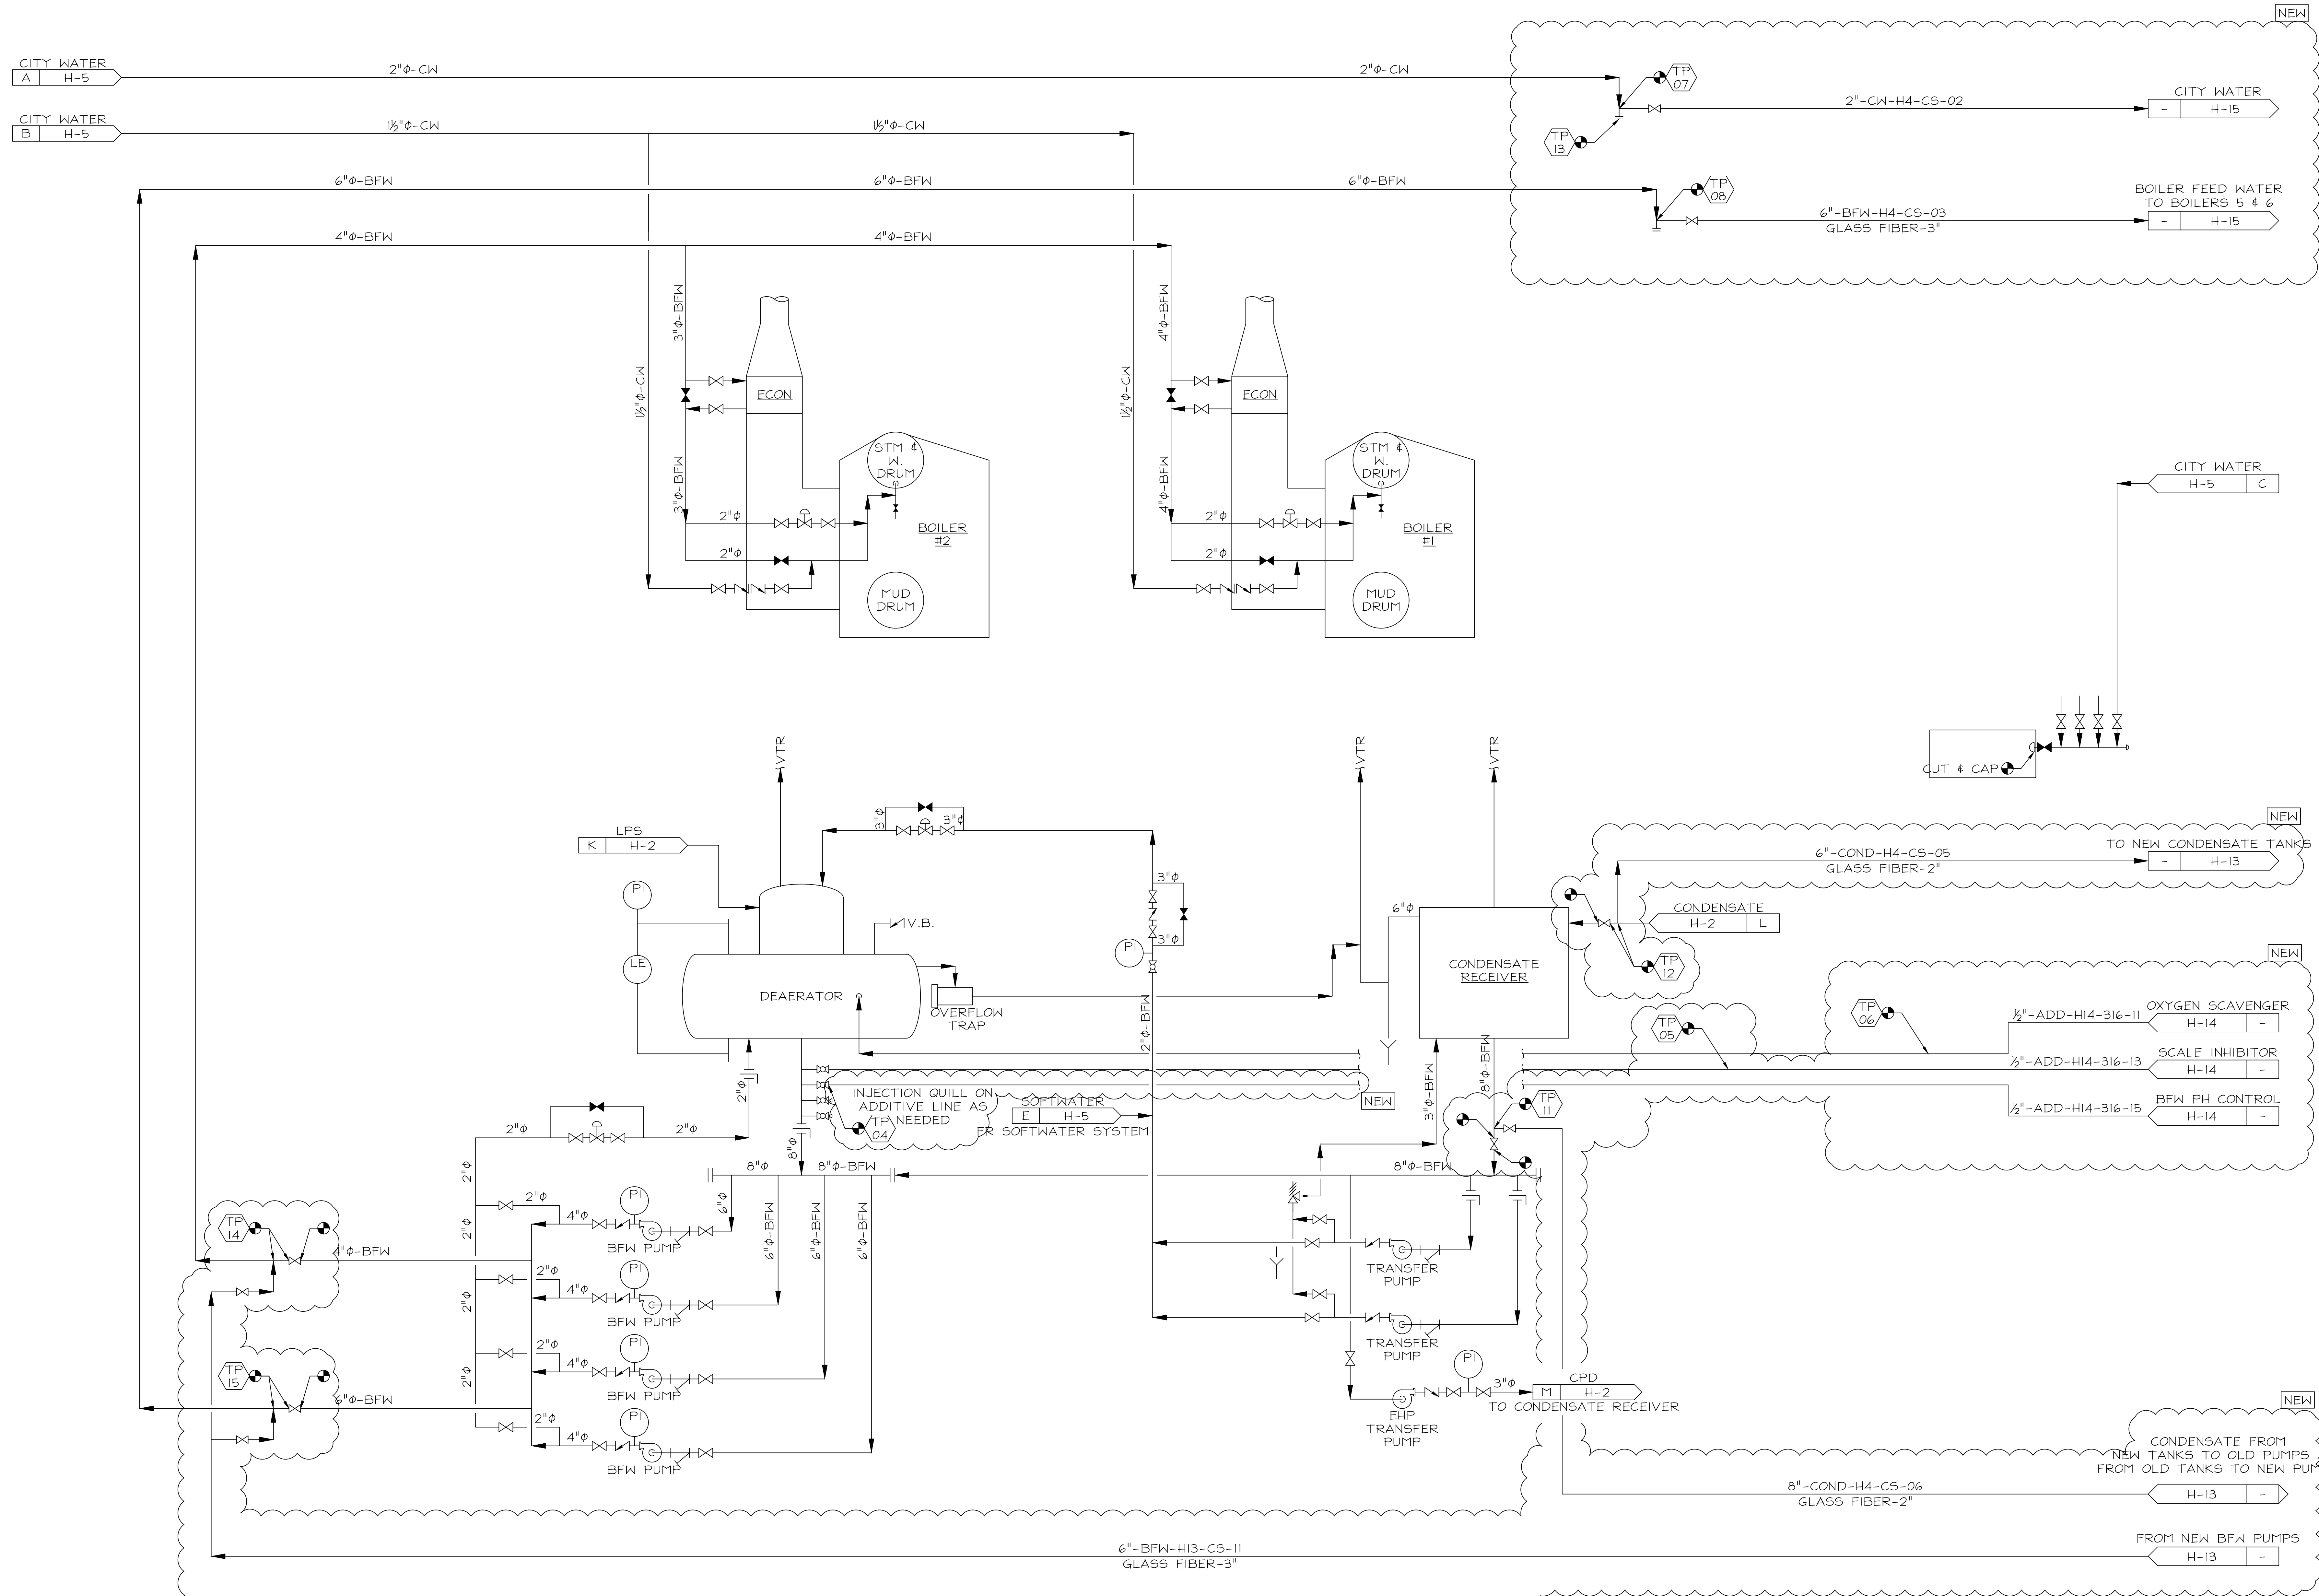 NEW
CITY WATER
A H-5
2"Φ-CW
2"Φ-CW
TP
07
2"-CW-H4-CS-02
CITY WATER
- H-15
CITY WATER
B H-5
1½"Φ-CW
1½"Φ-CW
TP
13
6"Φ-BFW
6"Φ-BFW
6"Φ-BFW
TP
08
6"-BFW-H4-CS-03
GLASS FIBER-3"
BOILER FEED WATER
TO BOILERS 5 & 6
- H-15
4"Φ-BFW
4"Φ-BFW
3"Φ-BFW
4"Φ-BFW
1½"Φ-CW
ECON
1½"Φ-CW
ECON
3"Φ-BFW
STM &
W.
DRUM
4"Φ-BFW
STM &
W.
DRUM
2"Φ
BOILER
#2
2"Φ
BOILER
#1
2"Φ
2"Φ
MUD
DRUM
MUD
DRUM
CITY WATER
H-5 C
CUT & CAP
VTR
VTR
VTR
3"Φ
3"Φ
LPS
K H-2
PI
LE
V.B.
DEAERATOR
OVERFLOW
TRAP
3"Φ
3"Φ
PI
2"Φ-BFW
6"Φ
CONDENSATE
RECEIVER
NEW
TO NEW CONDENSATE TANKS
6"-COND-H4-CS-05
GLASS FIBER-2"
- H-13
CONDENSATE
H-2 L
TP
12
NEW
TP
05
TP
06
OXYGEN SCAVENGER
½"-ADD-H14-316-11
H-14 -
SCALE INHIBITOR
½"-ADD-H14-316-13
H-14 -
BFW PH CONTROL
½"-ADD-H14-316-15
H-14 -
2"Φ
INJECTION QUILL ON
ADDITIVE LINE AS
NEEDED
TP
04
NEW
SOFTWATER
E H-5
FR SOFTWATER SYSTEM
3"Φ-BFW
8"Φ-BFW
TP
11
2"Φ
2"Φ
8"Φ
8"Φ
8"Φ-BFW
8"Φ-BFW
2"Φ
2"Φ
2"Φ
2"Φ
6"Φ
6"Φ-BFW
6"Φ-BFW
6"Φ-BFW
2"Φ
4"Φ
PI
BFW PUMP
2"Φ
4"Φ
PI
BFW PUMP
2"Φ
4"Φ
PI
BFW PUMP
2"Φ
4"Φ
PI
BFW PUMP
TP
14
4"Φ-BFW
TP
15
6"Φ-BFW
TRANSFER
PUMP
TRANSFER
PUMP
PI
3"Φ
EHP
TRANSFER
PUMP
CPD
M H-2
TO CONDENSATE RECEIVER
NEW
CONDENSATE FROM
NEW TANKS TO OLD PUMPS
FROM OLD TANKS TO NEW PUM
8"-COND-H4-CS-06
GLASS FIBER-2"
H-13 -
FROM NEW BFW PUMPS
6"-BFW-H13-CS-11
GLASS FIBER-3"
H-13 -